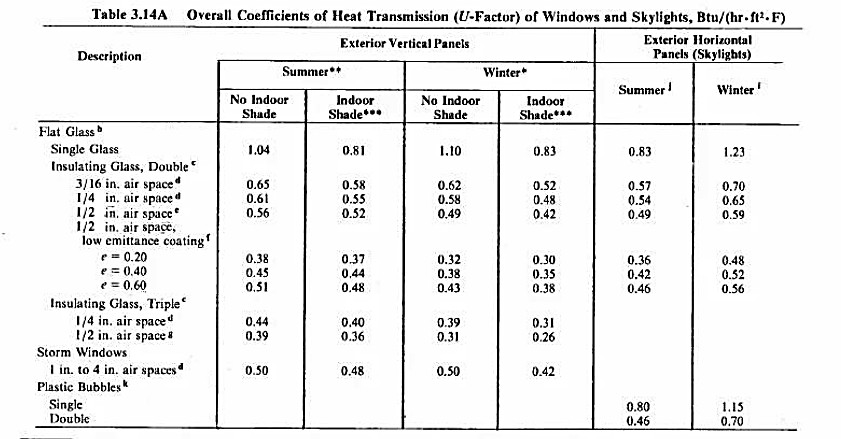 Table 3.14A Overall Coefficients of Heat Transmission (U-Factor) of Windows and Skylights, Btu/(hr·ft²·F)
Description Exterior Vertical Panels Exterior Horizontal Panels (Skylights)
Summer** Winter* Summer j Winter i
No Indoor Shade Indoor Shade*** No Indoor Shade Indoor Shade***
Flat Glass b
Single Glass 1.04 0.81 1.10 0.83 0.83 1.23
Insulating Glass, Double c
3/16 in. air space d 0.65 0.58 0.62 0.52 0.57 0.70
1/4 in. air space d 0.61 0.55 0.58 0.48 0.54 0.65
1/2 in. air space e 0.56 0.52 0.49 0.42 0.49 0.59
1/2 in. air space,
low emittance coating f
e = 0.20 0.38 0.37 0.32 0.30 0.36 0.48
e = 0.40 0.45 0.44 0.38 0.35 0.42 0.52
e = 0.60 0.51 0.48 0.43 0.38 0.46 0.56
Insulating Glass, Triple c
1/4 in. air space d 0.44 0.40 0.39 0.31
1/2 in. air space g 0.39 0.36 0.31 0.26
Storm Windows
1 in. to 4 in. air spaces d 0.50 0.48 0.50 0.42
Plastic Bubbles k
Single 0.80 1.15
Double 0.46 0.70